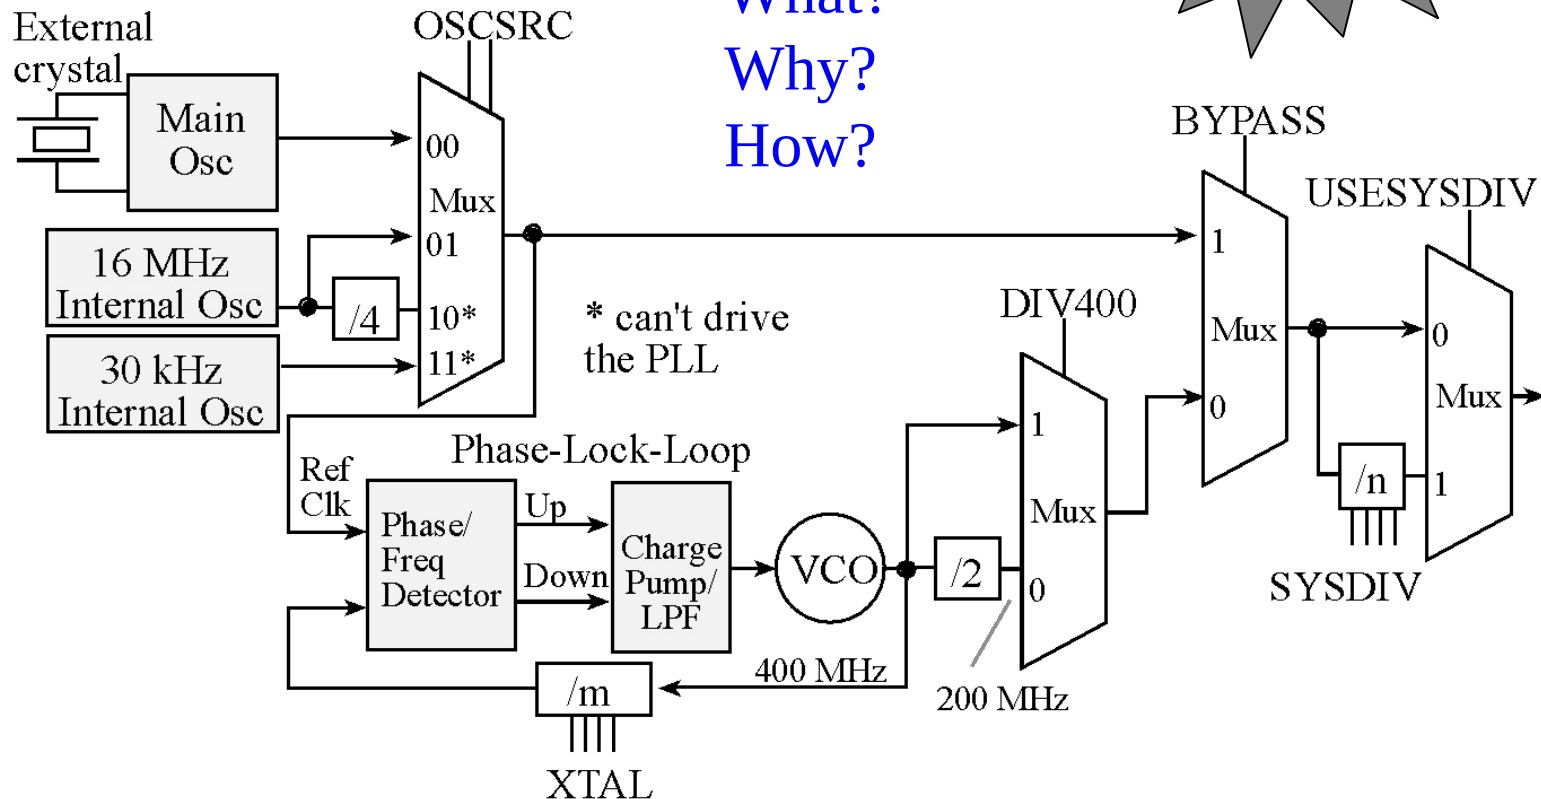 What?
Why?
How?
External
crystal
OSCSRC
Main
Osc
00
Mux
01
16 MHz
Internal Osc
/4
10*
11*
30 kHz
Internal Osc
* can't drive
the PLL
BYPASS
1
Mux
0
USESYSDIV
0
Mux
1
/n
SYSDIV
DIV400
1
Mux
0
Phase-Lock-Loop
Ref
Clk
Phase/
Freq
Detector
Up
Down
Charge
Pump/
LPF
VCO
/2
400 MHz
200 MHz
/m
XTAL